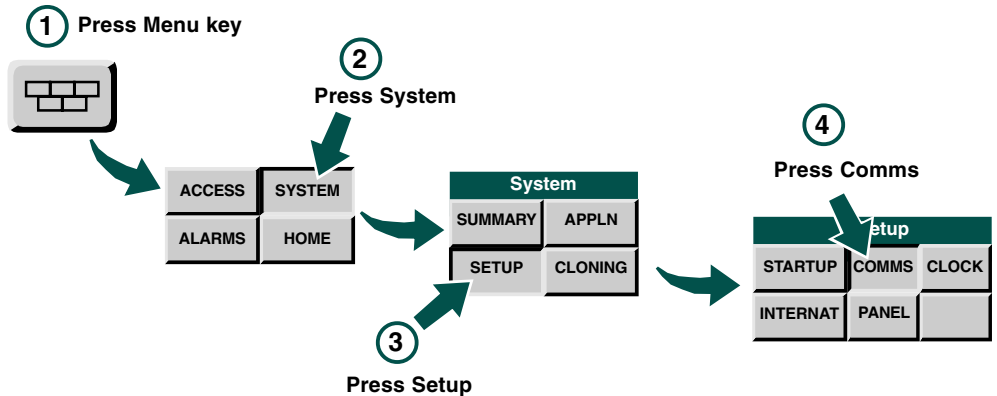 1 Press Menu key
2
Press System
ACCESS SYSTEM
ALARMS HOME
System
SUMMARY APPLN
SETUP CLONING
3
Press Setup
4
Press Comms
etup
STARTUP COMMS CLOCK
INTERNAT PANEL